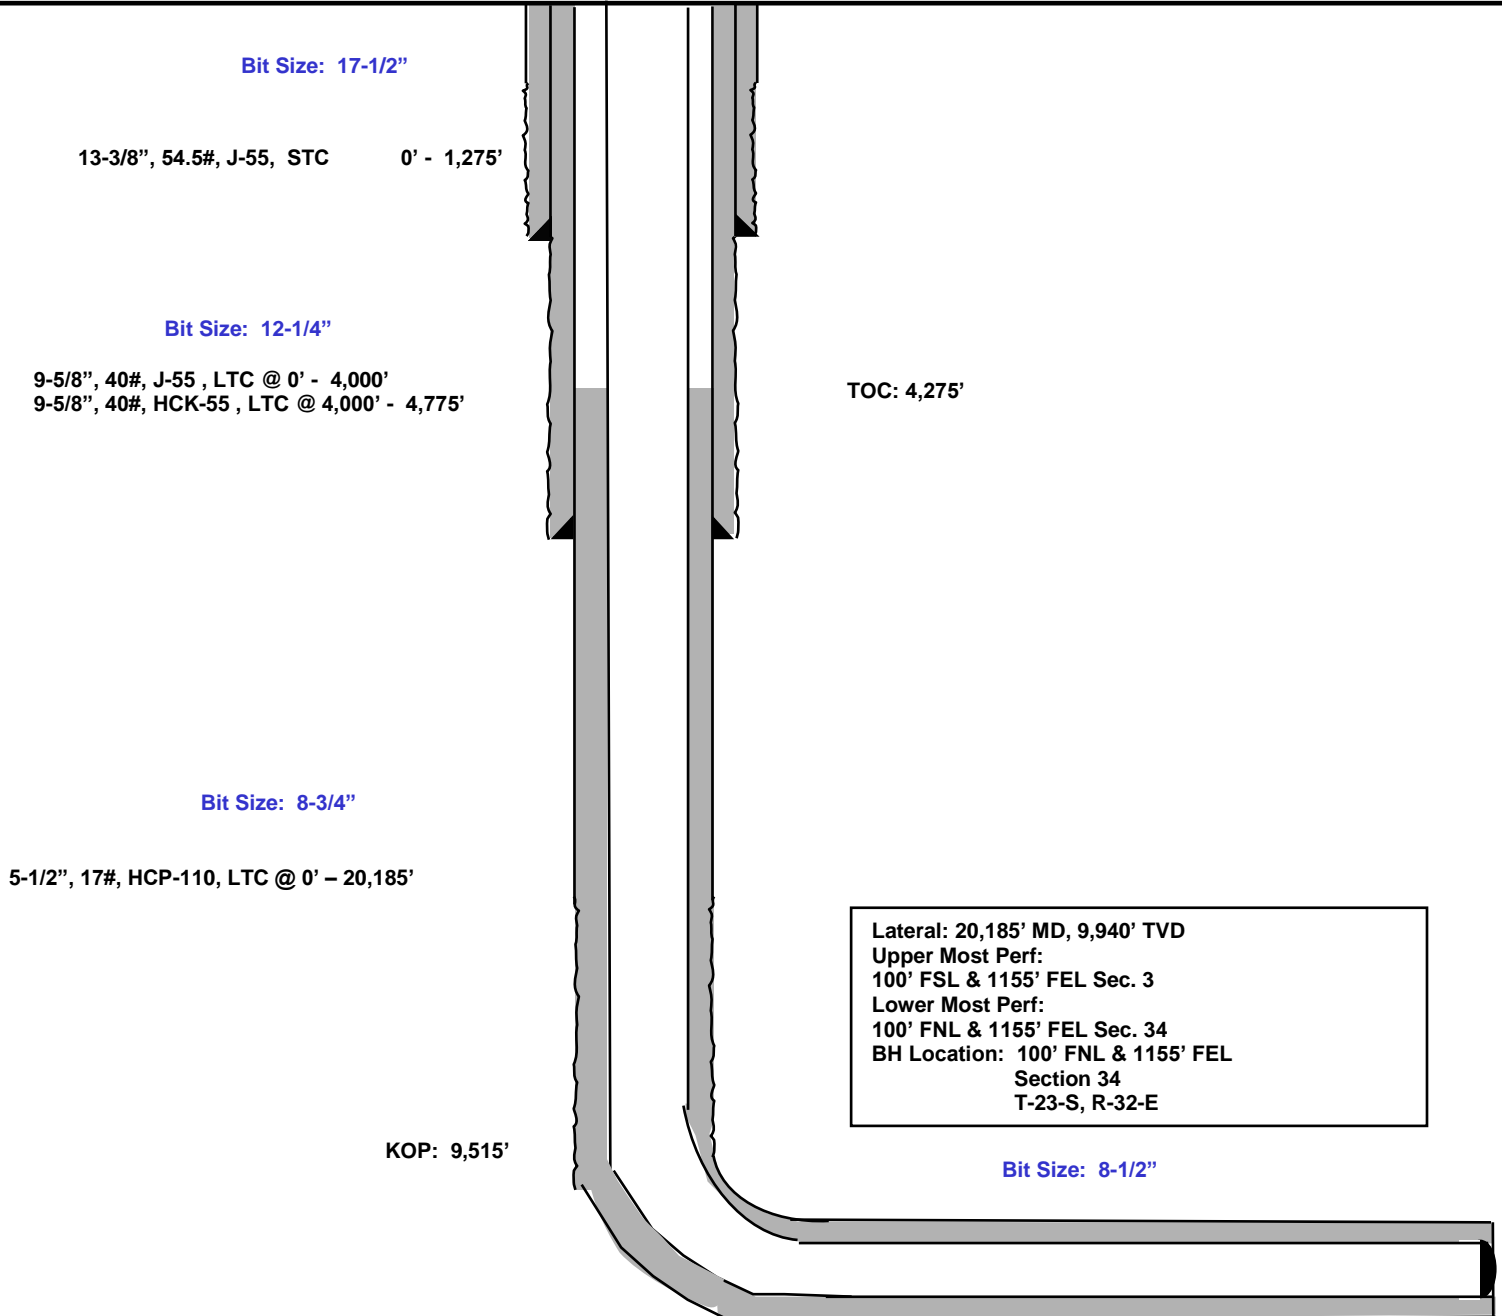 Bit Size: 17-1/2”
13-3/8”, 54.5#, J-55, STC 0’ - 1,275’
Bit Size: 12-1/4”
9-5/8”, 40#, J-55 , LTC @ 0’ - 4,000’
9-5/8”, 40#, HCK-55 , LTC @ 4,000’ - 4,775’
TOC: 4,275’
Bit Size: 8-3/4”
5-1/2”, 17#, HCP-110, LTC @ 0’ – 20,185’
Lateral: 20,185’ MD, 9,940’ TVD
Upper Most Perf:
100’ FSL & 1155’ FEL Sec. 3
Lower Most Perf:
100’ FNL & 1155’ FEL Sec. 34
BH Location: 100’ FNL & 1155’ FEL
Section 34
T-23-S, R-32-E
KOP: 9,515’
Bit Size: 8-1/2”